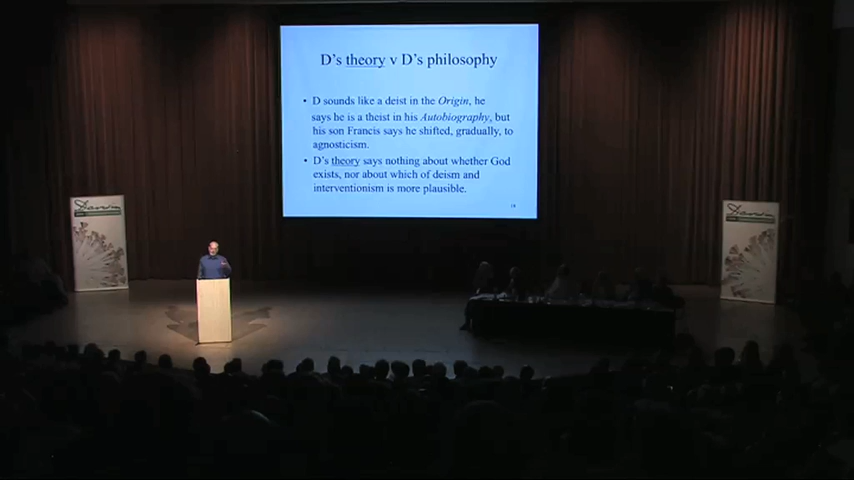 D's theory v D's philosophy
• D sounds like a deist in the Origin, he
says he is a theist in his Autobiography, but
his son Francis says he shifted, gradually, to
agnosticism.
• D's theory says nothing about whether God
exists, nor about which of deism and
interventionism is more plausible.
Darwin
Darwin